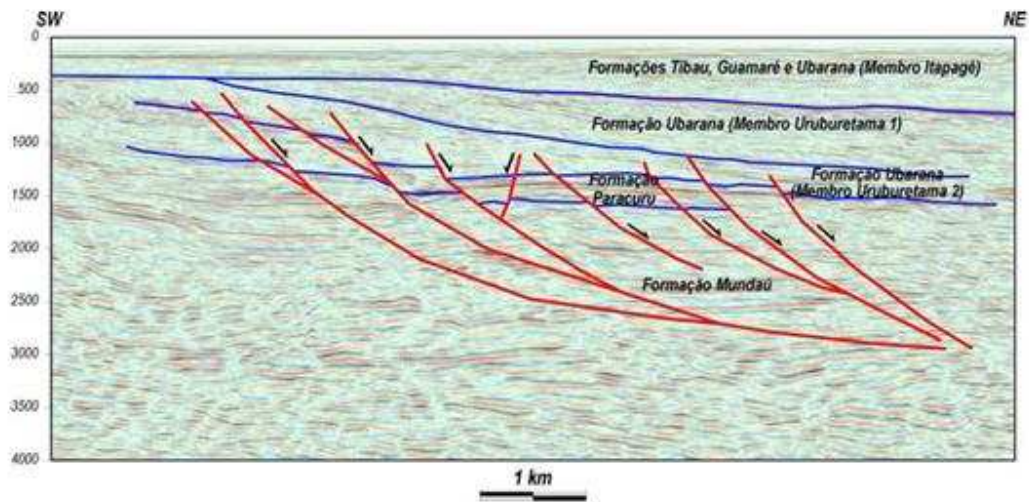 SW
NE
0
500
1000
1500
2000
2500
3000
3500
4000
Formações Tibau, Guamaré e Ubarana (Membro Itapagé)
Formação Ubarana (Membro Uruburetama 1)
Formação Ubarana
(Membro Uruburetama 2)
Formação
Paracuru
Formação Mundaú
1 km